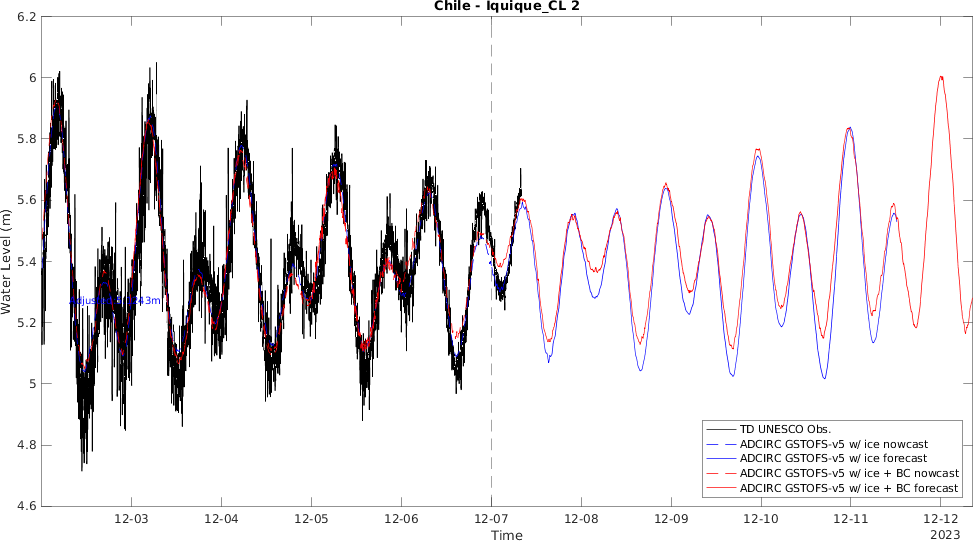 Chile - Iquique_CL 2
6.2
6
5.8
5.6
5.4
5.2
5
4.8
4.6
Water Level (m)
243m
12-03
12-04
12-05
12-06
12-07
12-08
12-09
12-10
12-11
12-12
2023
Time
TD UNESCO Obs.
ADCIRC GSTOFS-v5 w/ ice nowcast
ADCIRC GSTOFS-v5 w/ ice forecast
ADCIRC GSTOFS-v5 w/ ice + BC nowcast
ADCIRC GSTOFS-v5 w/ ice + BC forecast